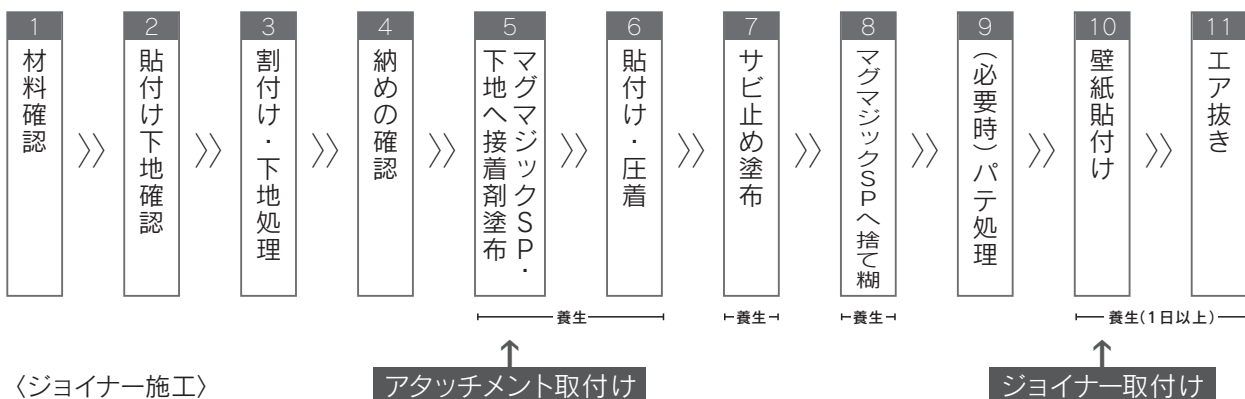 1
材料確認
2
貼付け下地確認
3
割付け・下地処理
4
納めの確認
5
マグマジックSP・
下地へ接着剤塗布
6
貼付け・圧着
7
サビ止め塗布
8
マグマジックSPへ捨て糊
9
（必要時）パテ処理
10
壁紙貼付け
11
エア抜き
養生
養生
養生
養生（1日以上）
〈ジョイナー施工〉
アタッチメント取付け
ジョイナー取付け